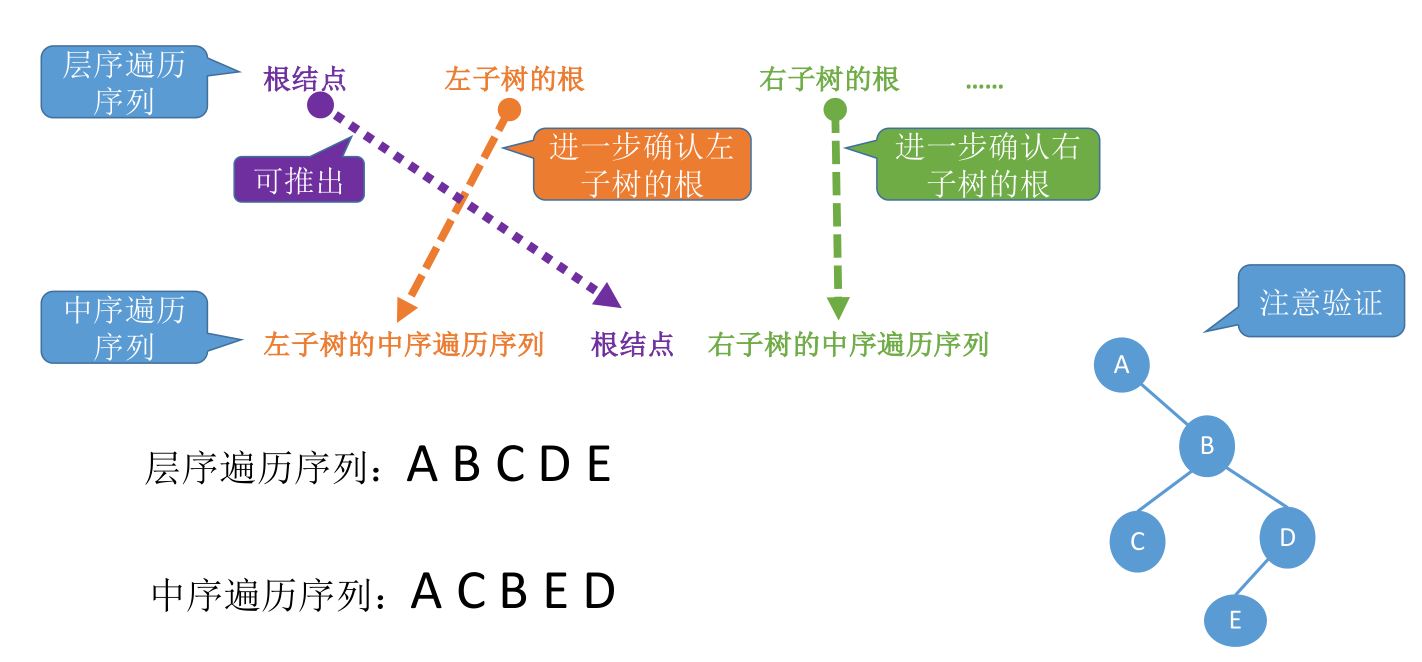 层序遍历
序列
根结点
左子树的根
右子树的根
......
可推出
进一步确认左
子树的根
进一步确认右
子树的根
中序遍历
序列
左子树的中序遍历序列
根结点
右子树的中序遍历序列
注意验证
A
B
C
D
E
层序遍历序列：A B C D E
中序遍历序列：A C B E D